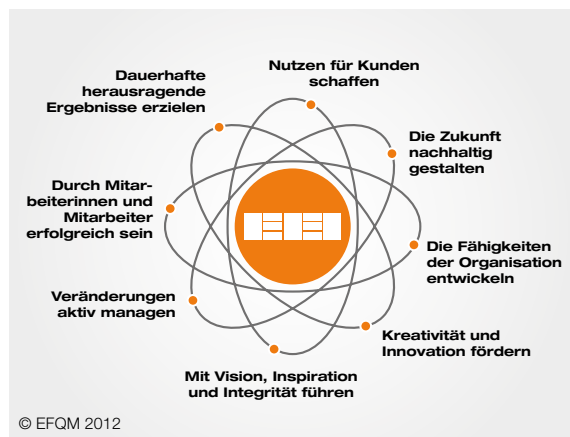 Nutzen für Kunden
schaffen
Die Zukunft
nachhaltig
gestalten
Die Fähigkeiten
der Organisation
entwickeln
Kreativität und
Innovation fördern
Mit Vision, Inspiration
und Integrität führen
Veränderungen
aktiv managen
Durch Mitar-
beiterinnen und
Mitarbeiter
erfolgreich sein
Dauerhafte
herausragende
Ergebnisse erzielen
© EFQM 2012